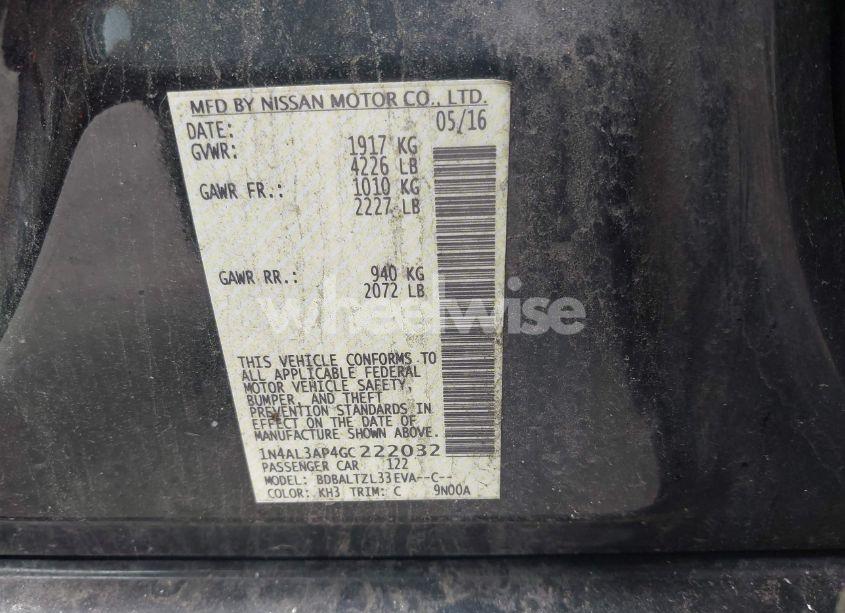 MFD BY NISSAN MOTOR CO., LTD.
DATE: 05/16
GVWR: 1917 KG
4226 LB
GAWR FR.: 1010 KG
2227 LB
GAWR RR.: 940 KG
2072 LB
wheelwise
THIS VEHICLE CONFORMS TO
ALL APPLICABLE FEDERAL
MOTOR VEHICLE SAFETY,
BUMPER, AND THEFT
PREVENTION STANDARDS IN
EFFECT ON THE DATE OF
MANUFACTURE SHOWN ABOVE.
1N4AL3AP4GC222032
PASSENGER CAR 122
MODEL: BDBALTZL33EVA--C--
COLOR: KH3 TRIM: C 9N00A